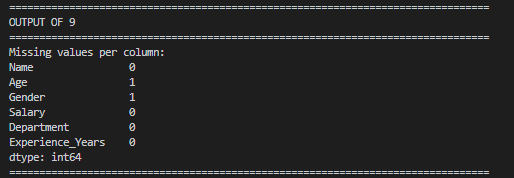 ================================================================================
OUTPUT OF 9
================================================================================
Missing values per column:
Name                0
Age                 1
Gender              1
Salary              0
Department          0
Experience_Years    0
dtype: int64
================================================================================